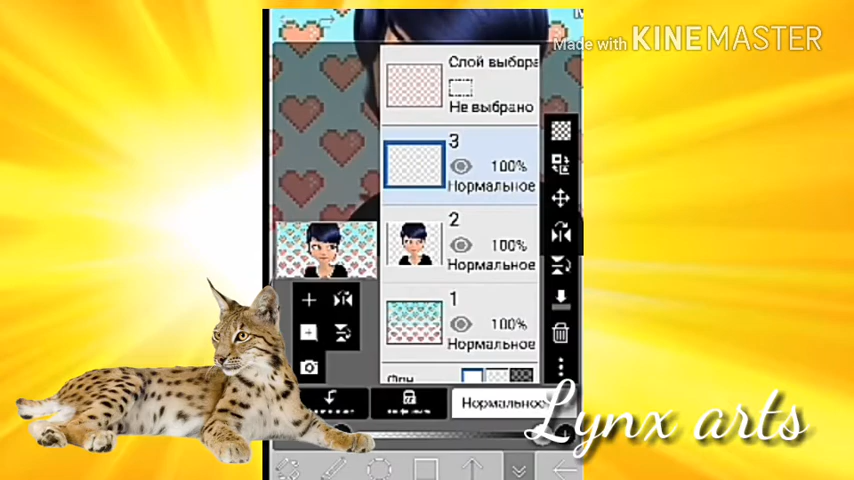 Made with KINEMASTER
Слой выбора
Не выбрано
3
100%
Нормальное
2
100%
Нормальное
1
100%
Нормальное
Фон
Нормальное
Lynx arts